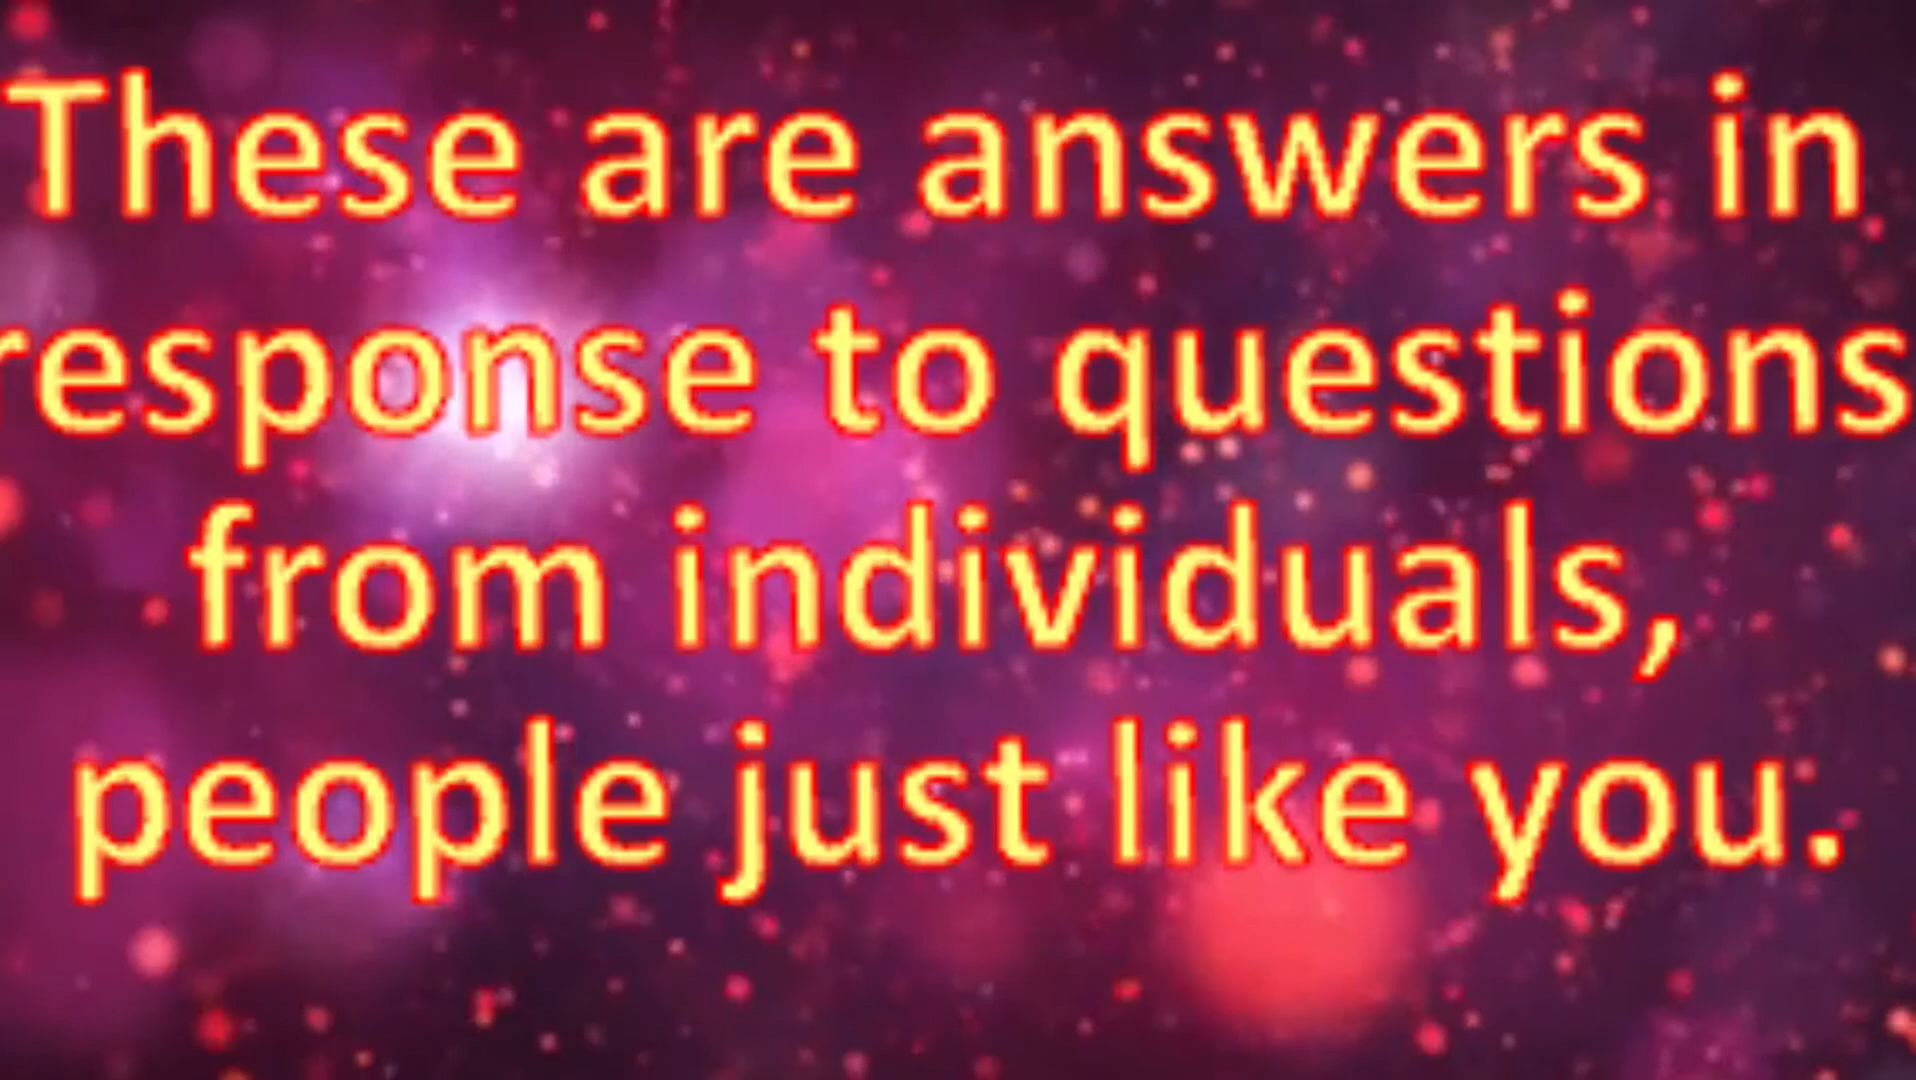 These are answers in
response to questions
from individuals,
people just like you.